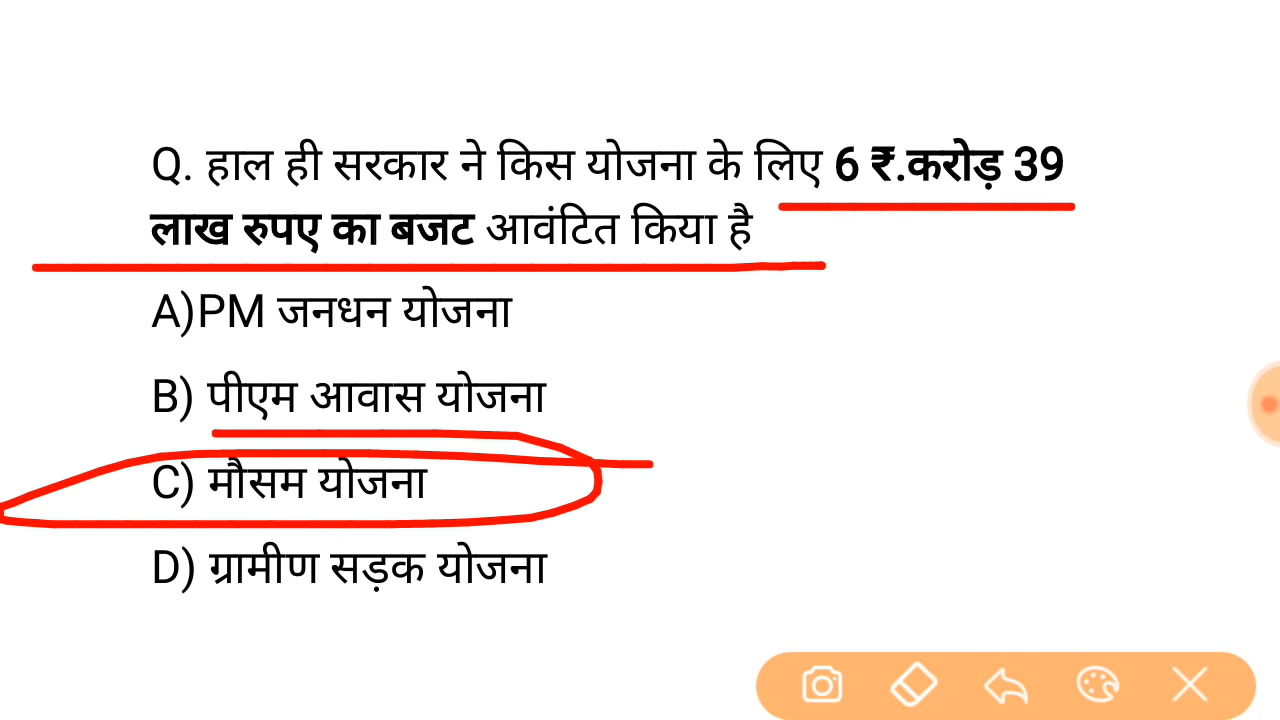 Q. हाल ही सरकार ने किस योजना के लिए 6 ₹.करोड़ 39
लाख रुपए का बजट आवंटित किया है
A)PM जनधन योजना
B) पीएम आवास योजना
C) मौसम योजना
D) ग्रामीण सड़क योजना